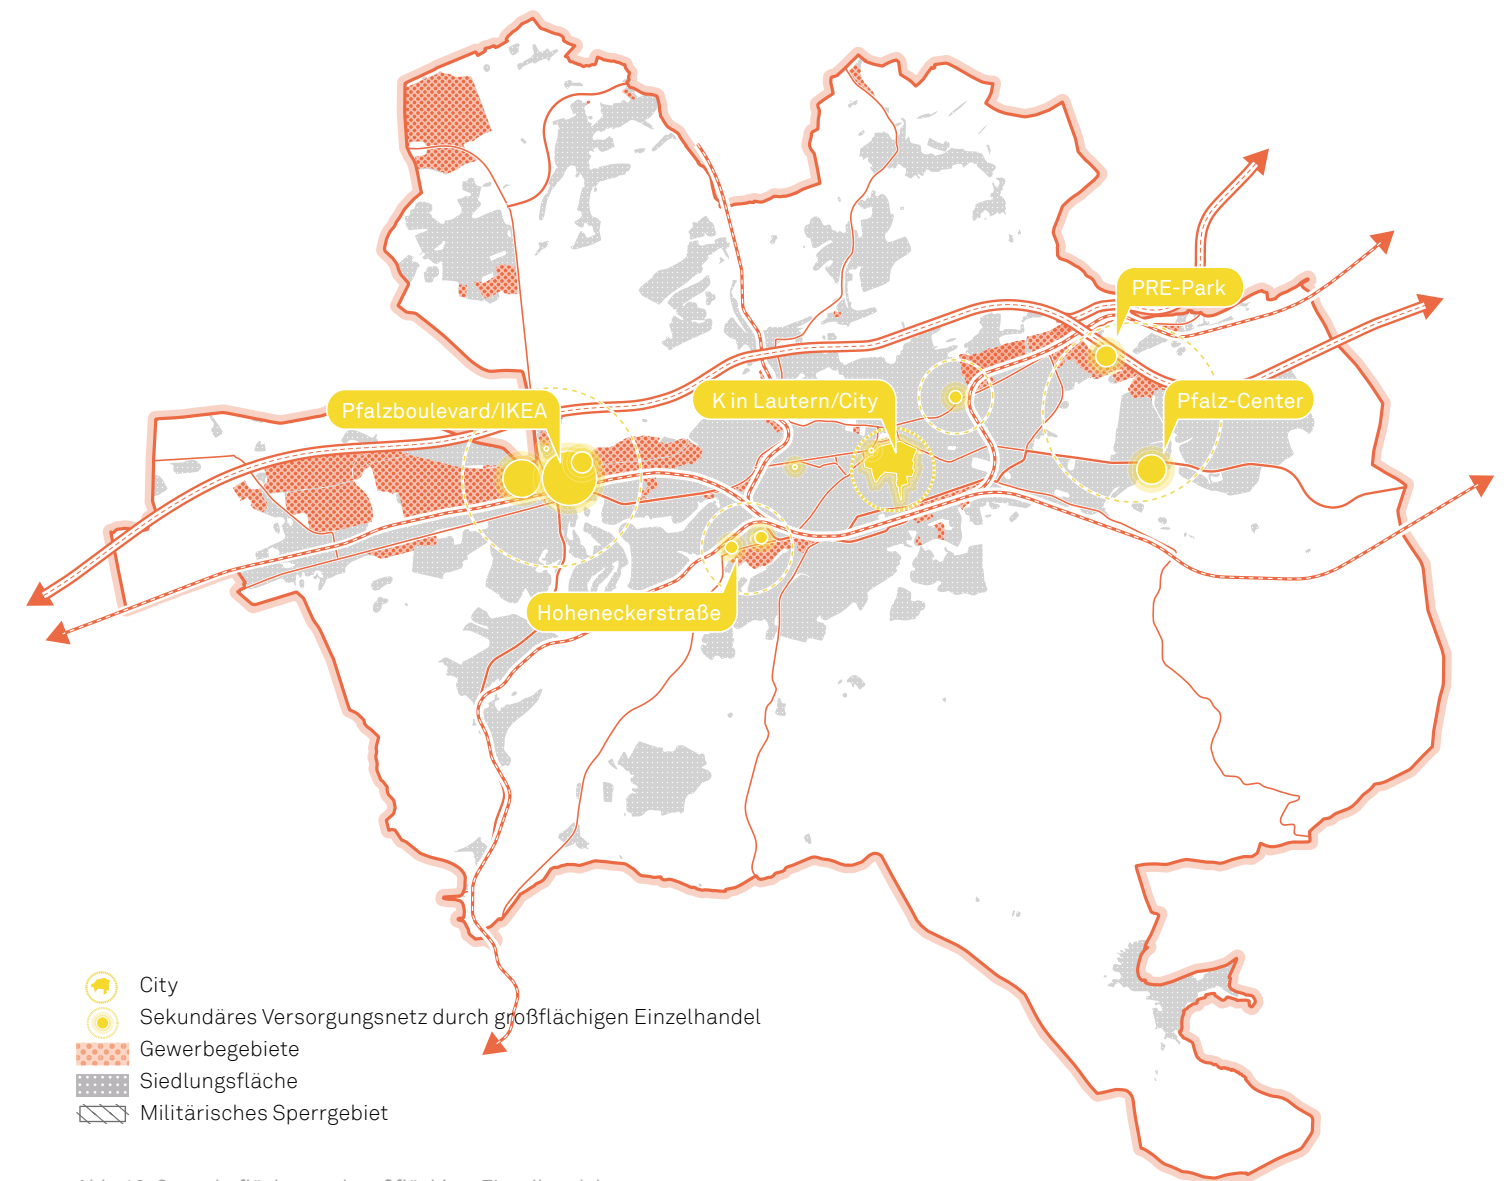 PRE-Park
Pfalzboulevard/IKEA
K in Lautern/City
Pfalz-Center
Hoheneckerstraße
City
Sekundäres Versorgungsnetz durch großflächigen Einzelhandel
Gewerbegebiete
Siedlungsfläche
Militärisches Sperrgebiet